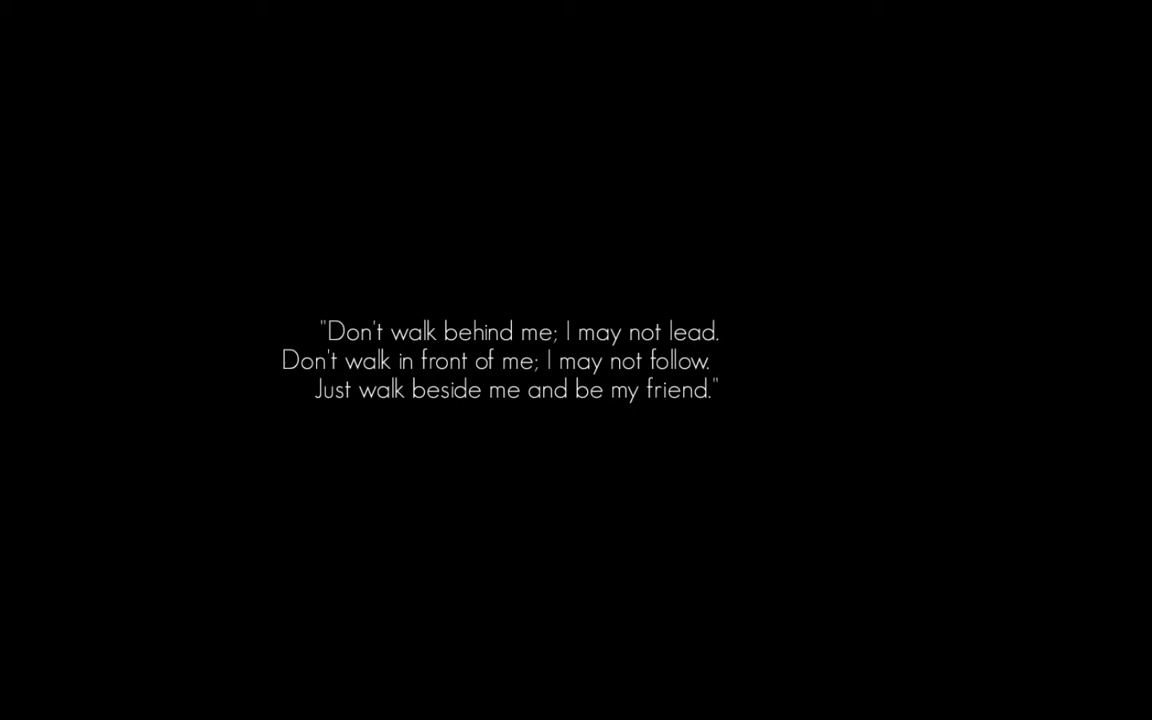 "Don't walk behind me; I may not lead.
Don't walk in front of me; I may not follow.
Just walk beside me and be my friend."